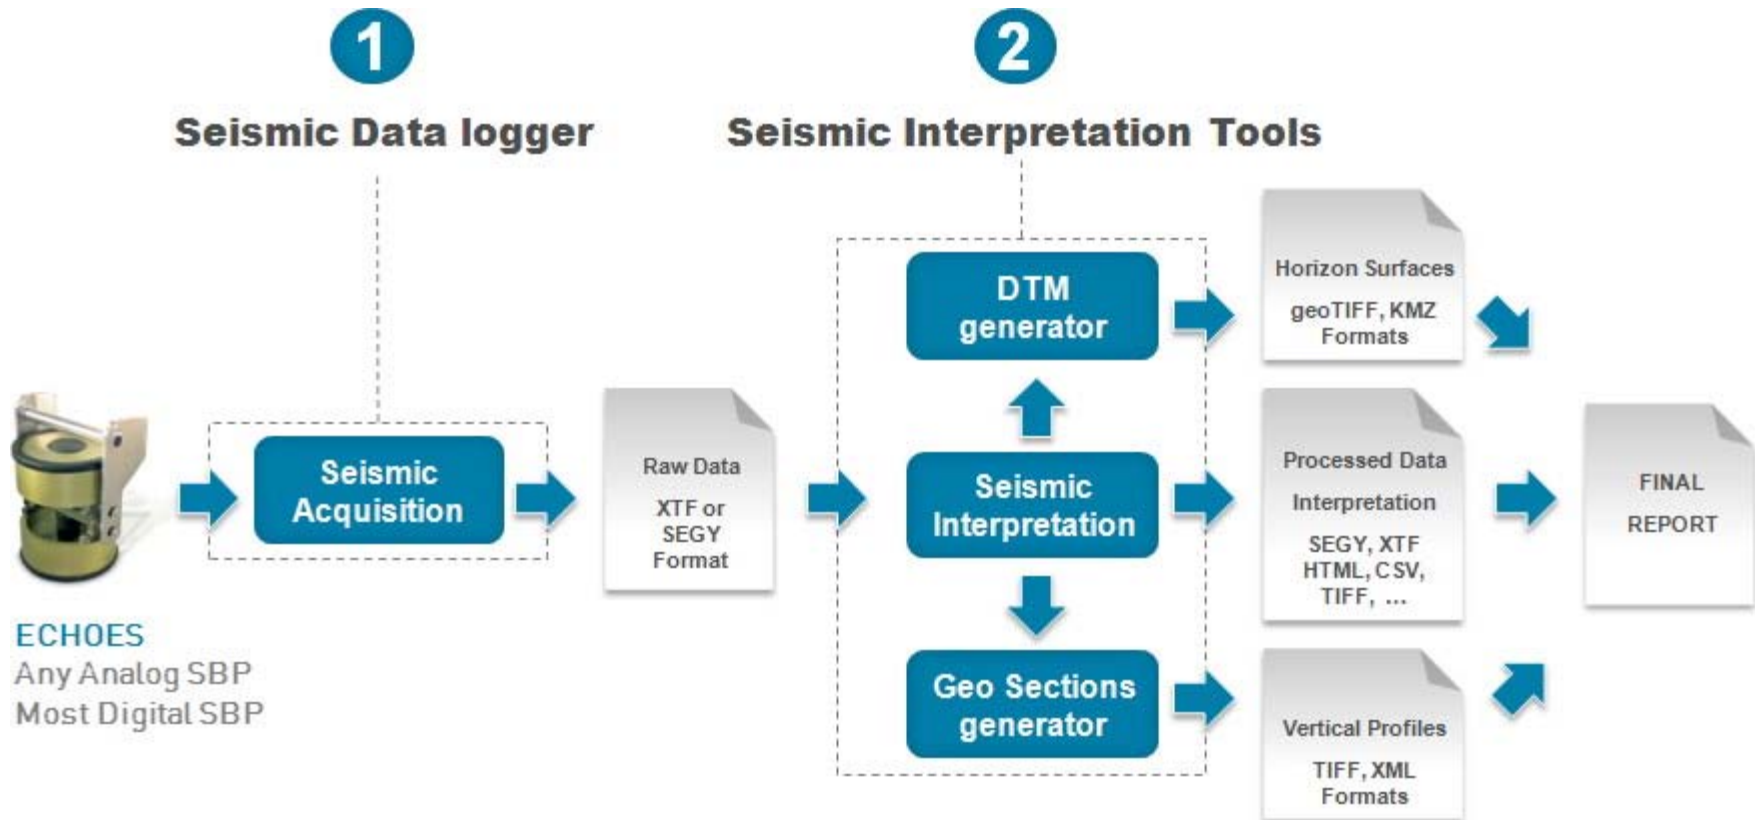 1
Seismic Data logger
2
Seismic Interpretation Tools
ECHOES
Any Analog SBP
Most Digital SBP
Seismic
Acquisition
Raw Data
XTF or
SEGY
Format
DTM
generator
Seismic
Interpretation
Geo Sections
generator
Horizon Surfaces
geoTIFF, KMZ
Formats
Processed Data
Interpretation
SEGY, XTF
HTML, CSV,
TIFF, ...
Vertical Profiles
TIFF, XML
Formats
FINAL
REPORT